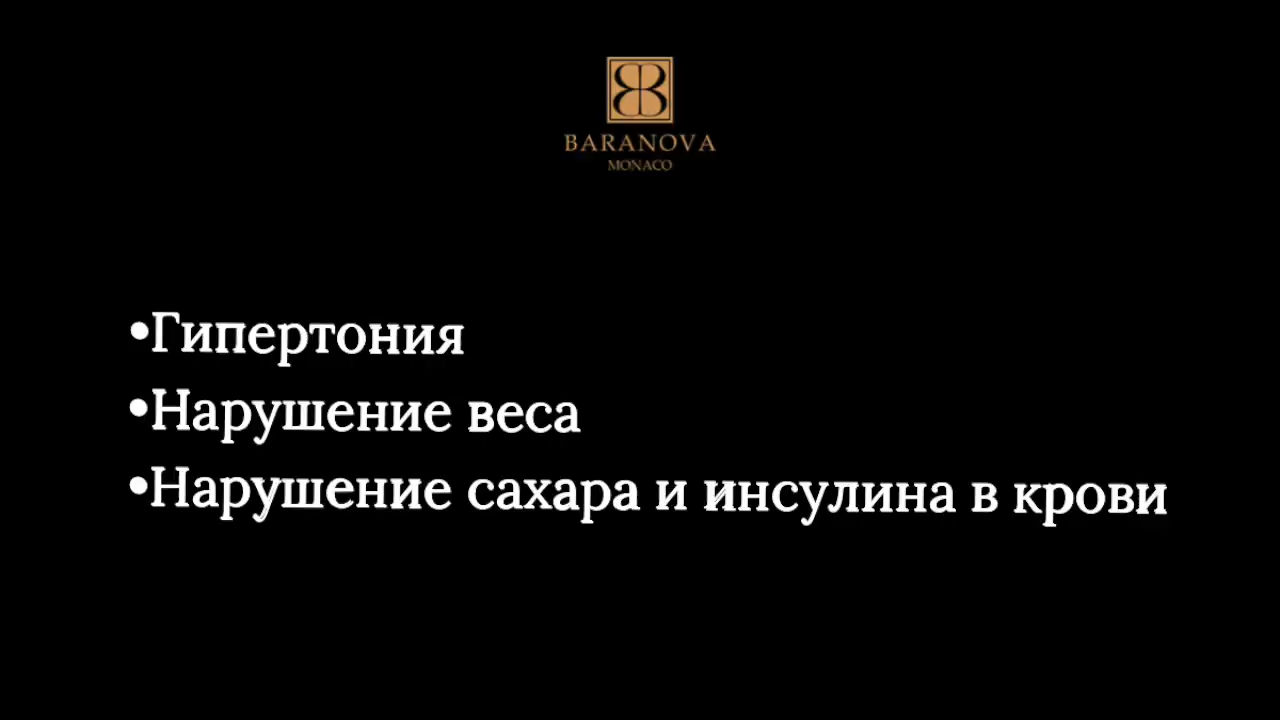 BARANOVA
MONACO
•Гипертония
•Нарушение веса
•Нарушение сахара и инсулина в крови